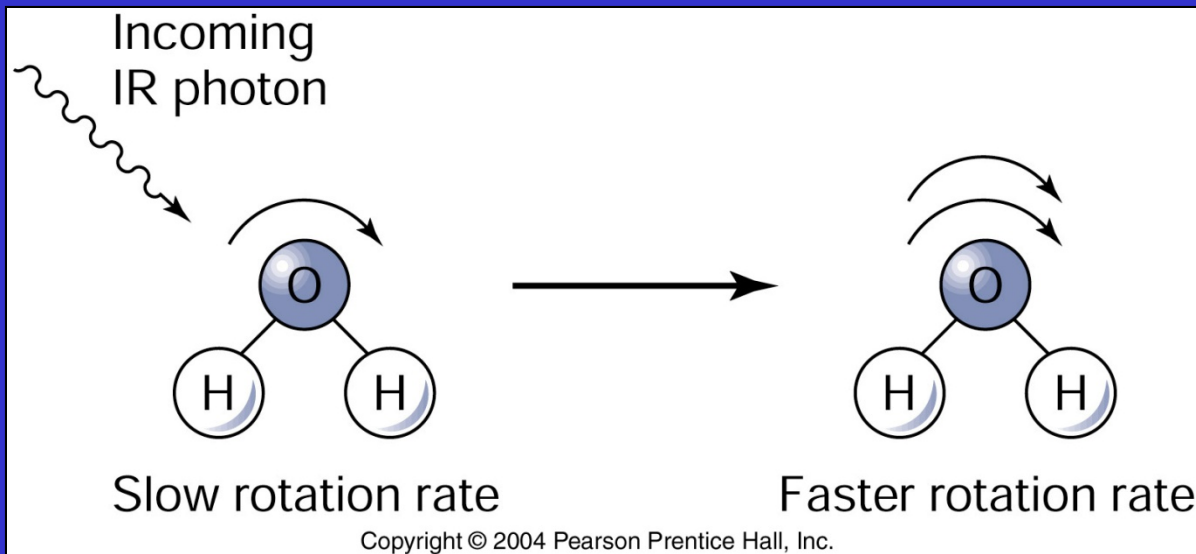 Incoming
IR photon
O
H
H
O
H
H
Slow rotation rate
Faster rotation rate
Copyright © 2004 Pearson Prentice Hall, Inc.